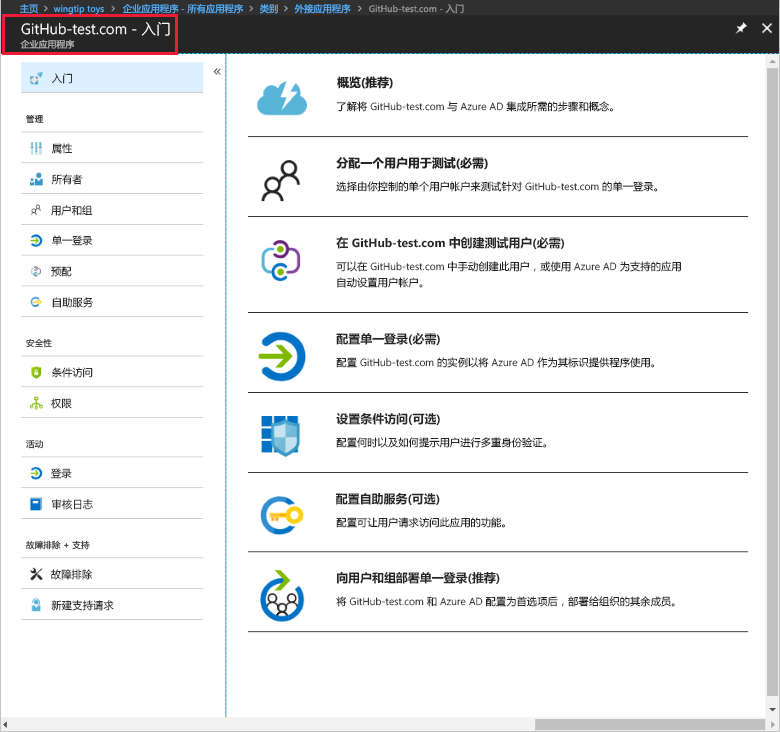 主页 > wingtip toys > 企业应用程序 - 所有应用程序 > 类别 > 外接应用程序 > GitHub-test.com - 入门
GitHub-test.com - 入门
企业应用程序
入门
管理
属性
所有者
用户和组
单一登录
预配
自助服务
安全性
条件访问
权限
活动
登录
审核日志
故障排除 + 支持
故障排除
新建支持请求
概览(推荐)
了解将 GitHub-test.com 与 Azure AD 集成所需的步骤和概念。
分配一个用户用于测试(必需)
选择由你控制的单个用户帐户来测试针对 GitHub-test.com 的单一登录。
在 GitHub-test.com 中创建测试用户(必需)
可以在 GitHub-test.com 中手动创建此用户，或使用 Azure AD 为支持的应用
自动设置用户帐户。
配置单一登录(必需)
配置 GitHub-test.com 的实例以将 Azure AD 作为其标识提供程序使用。
设置条件访问(可选)
配置何时以及如何提示用户进行多重身份验证。
配置自助服务(可选)
配置可让用户请求访问此应用的功能。
向用户和组部署单一登录(推荐)
将 GitHub-test.com 和 Azure AD 配置为首选项后，部署给组织的其余成员。